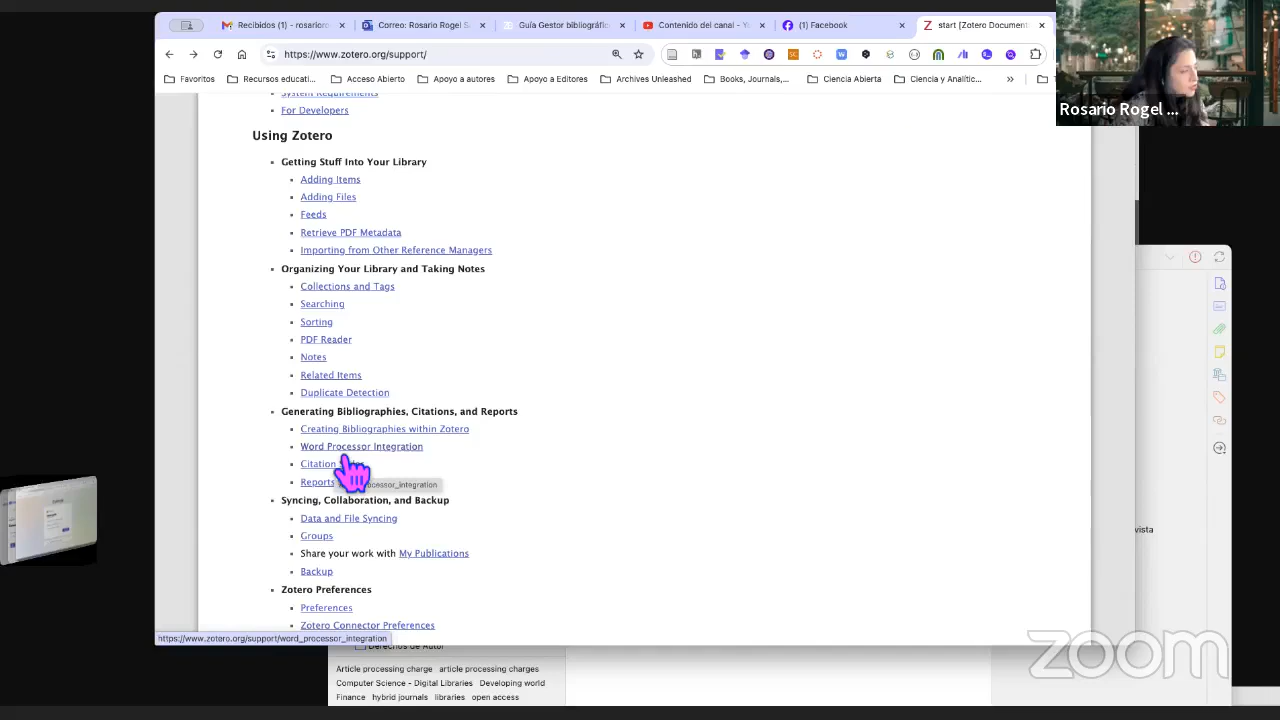 Recibidos (1) - rosarioro
Correo: Rosario Rogel S
Guía Gestor bibliográfic
Contenido del canal - Yo
(1) Facebook
start [Zotero Document
https://www.zotero.org/support/
Favoritos
Recursos educati...
Acceso Abierto
Apoyo a autores
Apoyo a Editores
Archives Unleashed
Books, Journals,...
Ciencia Abierta
Ciencia y Analític...
Rosario Rogel ...
System Requirements
For Developers
Using Zotero
Getting Stuff Into Your Library
Adding Items
Adding Files
Feeds
Retrieve PDF Metadata
Importing from Other Reference Managers
Organizing Your Library and Taking Notes
Collections and Tags
Searching
Sorting
PDF Reader
Notes
Related Items
Duplicate Detection
Generating Bibliographies, Citations, and Reports
Creating Bibliographies within Zotero
Word Processor Integration
Citation
Reports
ocessor_integration
Syncing, Collaboration, and Backup
Data and File Syncing
Groups
Share your work with My Publications
Backup
Zotero Preferences
Preferences
Zotero Connector Preferences
https://www.zotero.org/support/word_processor_integration
Derechos de Autor
Article processing charge article processing charges
Computer Science - Digital Libraries Developing world
Finance hybrid journals libraries open access
vista
zoom